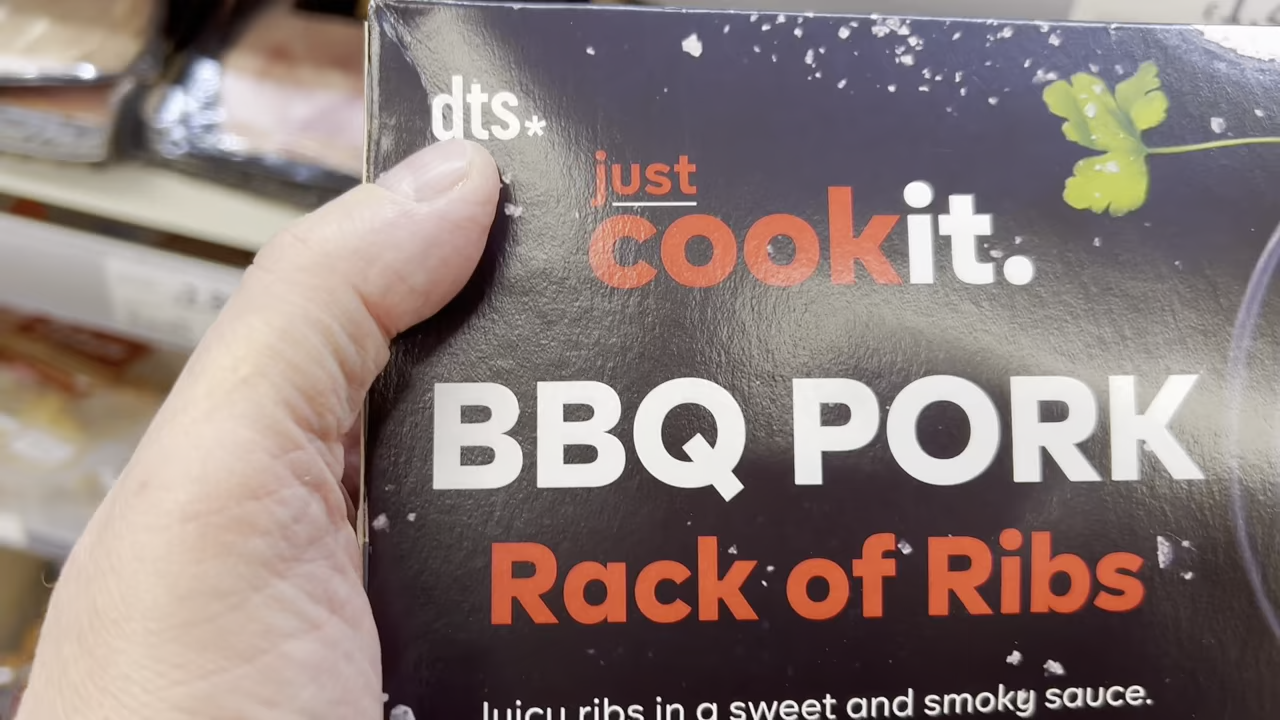 dts*
just
cookit.
BBQ PORK
Rack of Ribs
Juicy ribs in a sweet and smoky sauce.